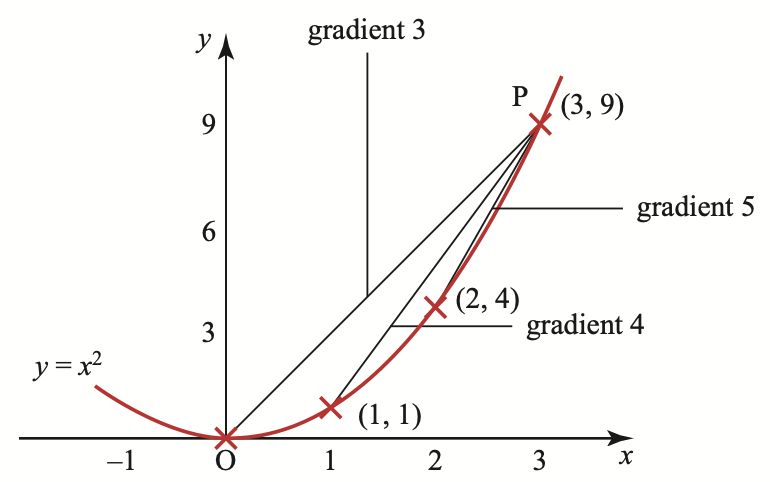 gradient 3
y
P
(3, 9)
9
gradient 5
6
(2, 4)
gradient 4
3
y = x²
(1, 1)
–1
O
1
2
3
x